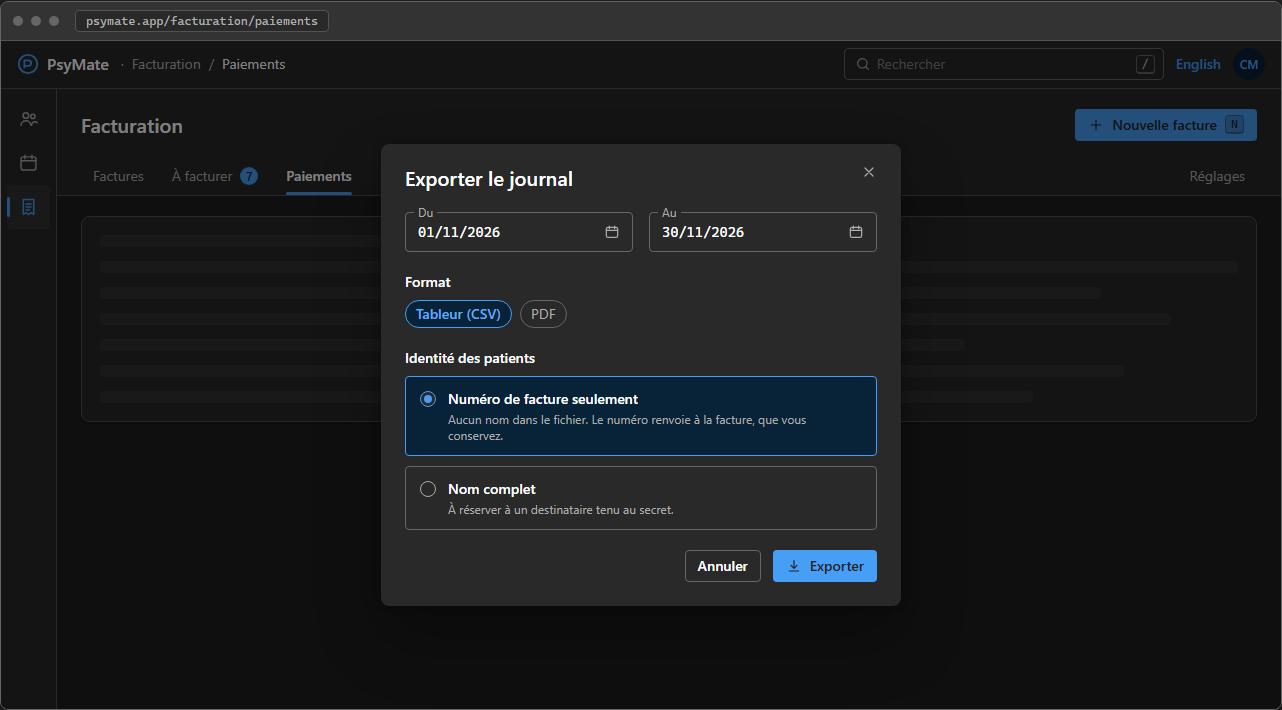 psymate.app/facturation/paiements
PsyMate · Facturation / Paiements
Rechercher /
English
CM
Facturation
+ Nouvelle facture N
Factures
À facturer 7
Paiements
Réglages
Exporter le journal
Du
01/11/2026
Au
30/11/2026
Format
Tableur (CSV)
PDF
Identité des patients
Numéro de facture seulement
Aucun nom dans le fichier. Le numéro renvoie à la facture, que vous
conservez.
Nom complet
À réserver à un destinataire tenu au secret.
Annuler
Exporter